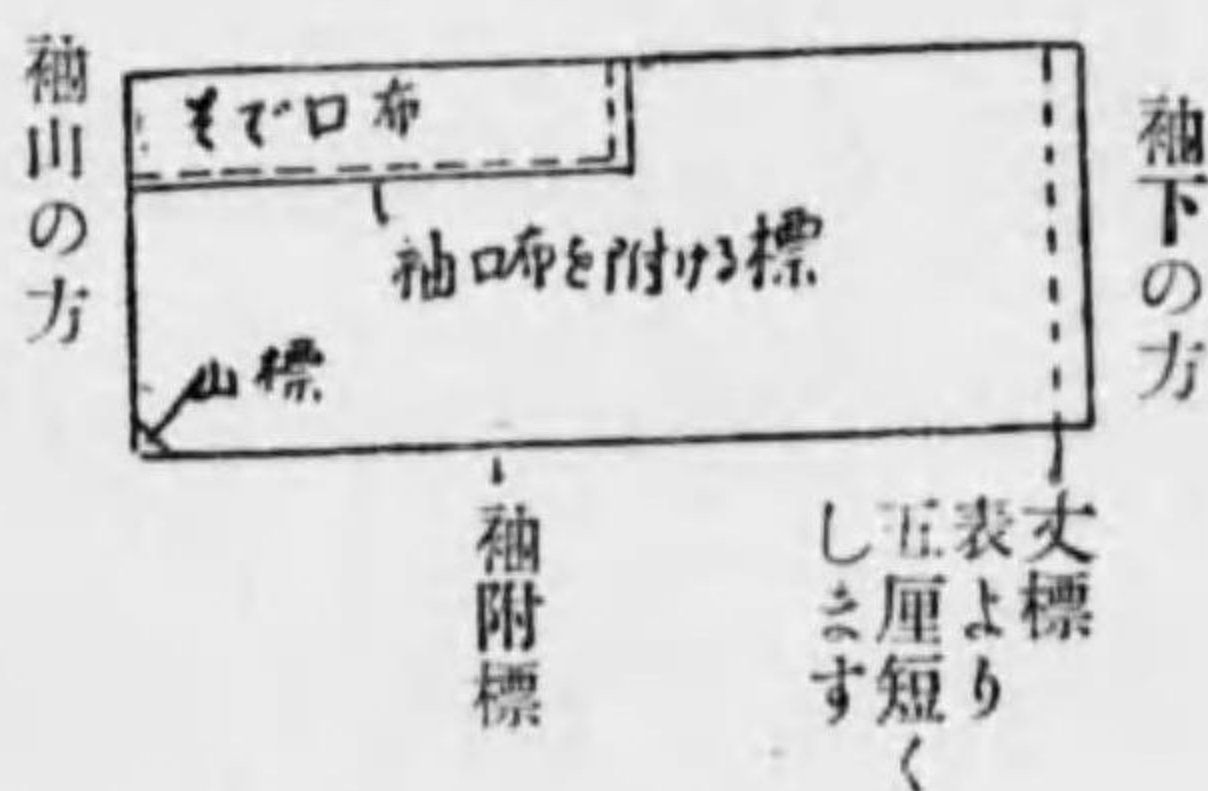 袖山の方
そで口布
袖口布を附ける標
山標
袖下の方
丈標
表より
五厘短く
します
袖附標